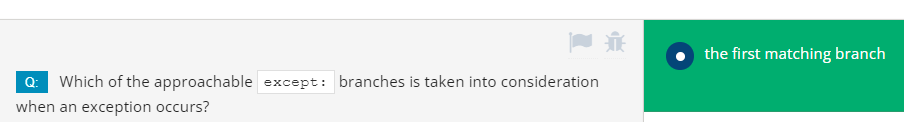 Q: Which of the approachable except: branches is taken into consideration
when an exception occurs?
the first matching branch